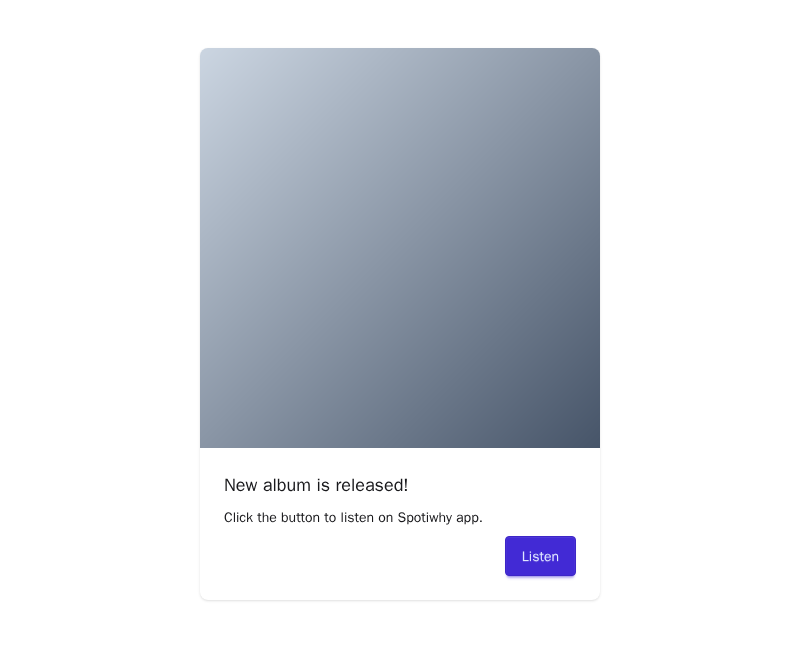 New album is released!
Click the button to listen on Spotiwhy app.
Listen